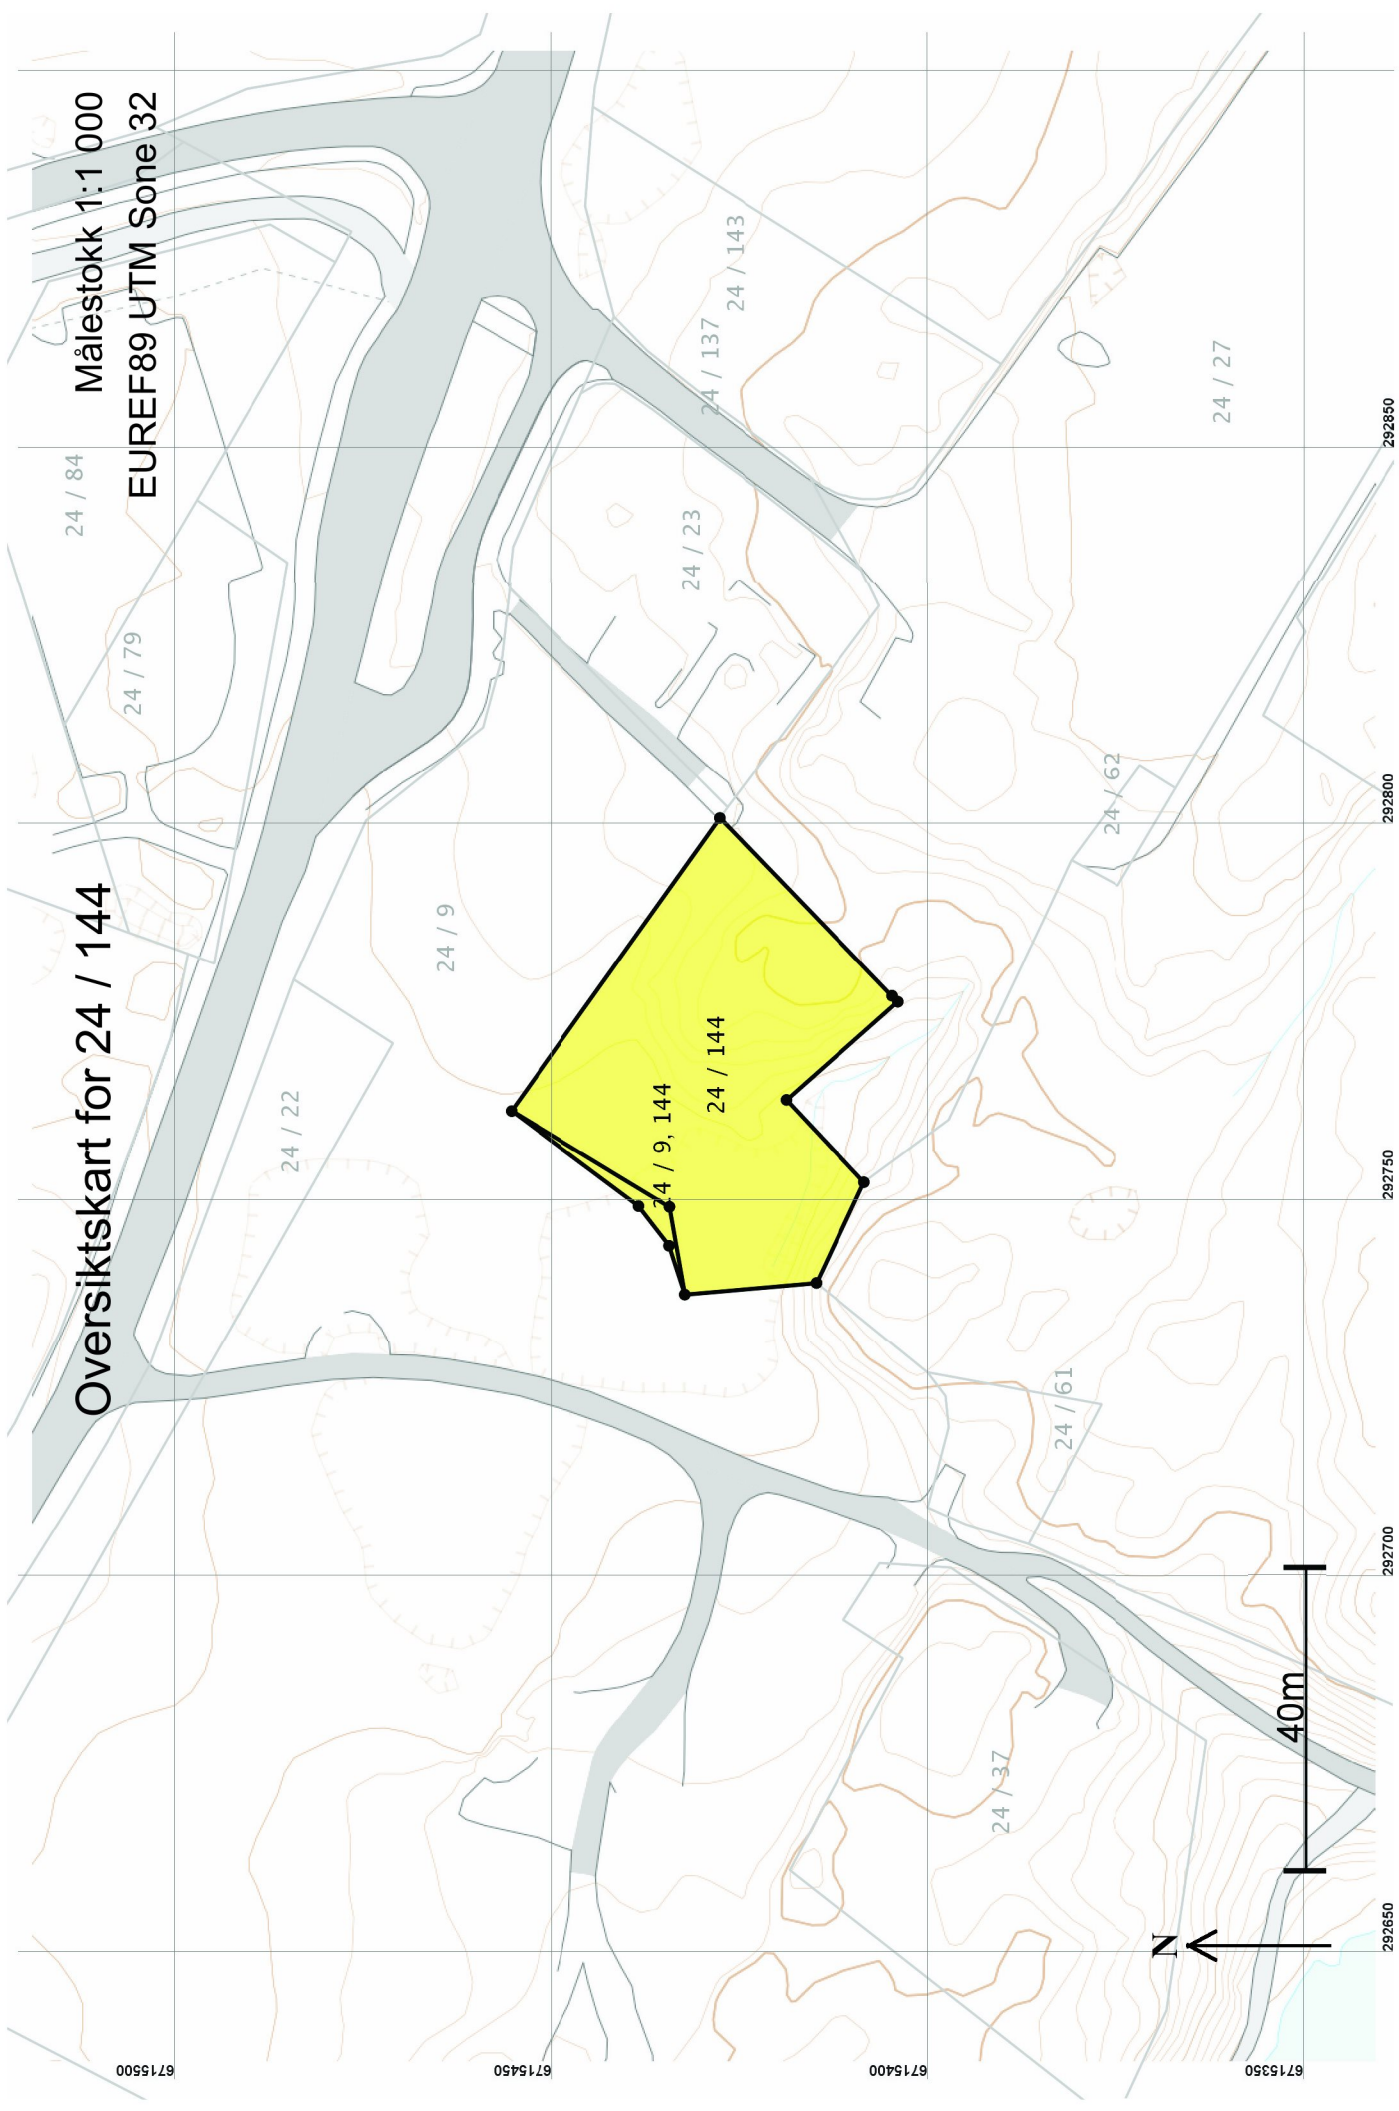 Oversiktskart for 24 / 144
Målestokk 1:1 000
EUREF89 UTM Sone 32
24 / 84
24 / 79
24 / 143
24 / 137
24 / 27
24 / 23
24 / 9
24 / 62
24 / 22
24 / 144
24 / 9, 144
24 / 61
24 / 37
40m
N
292850
292800
292750
292700
292650
6715500
6715450
6715400
6715350